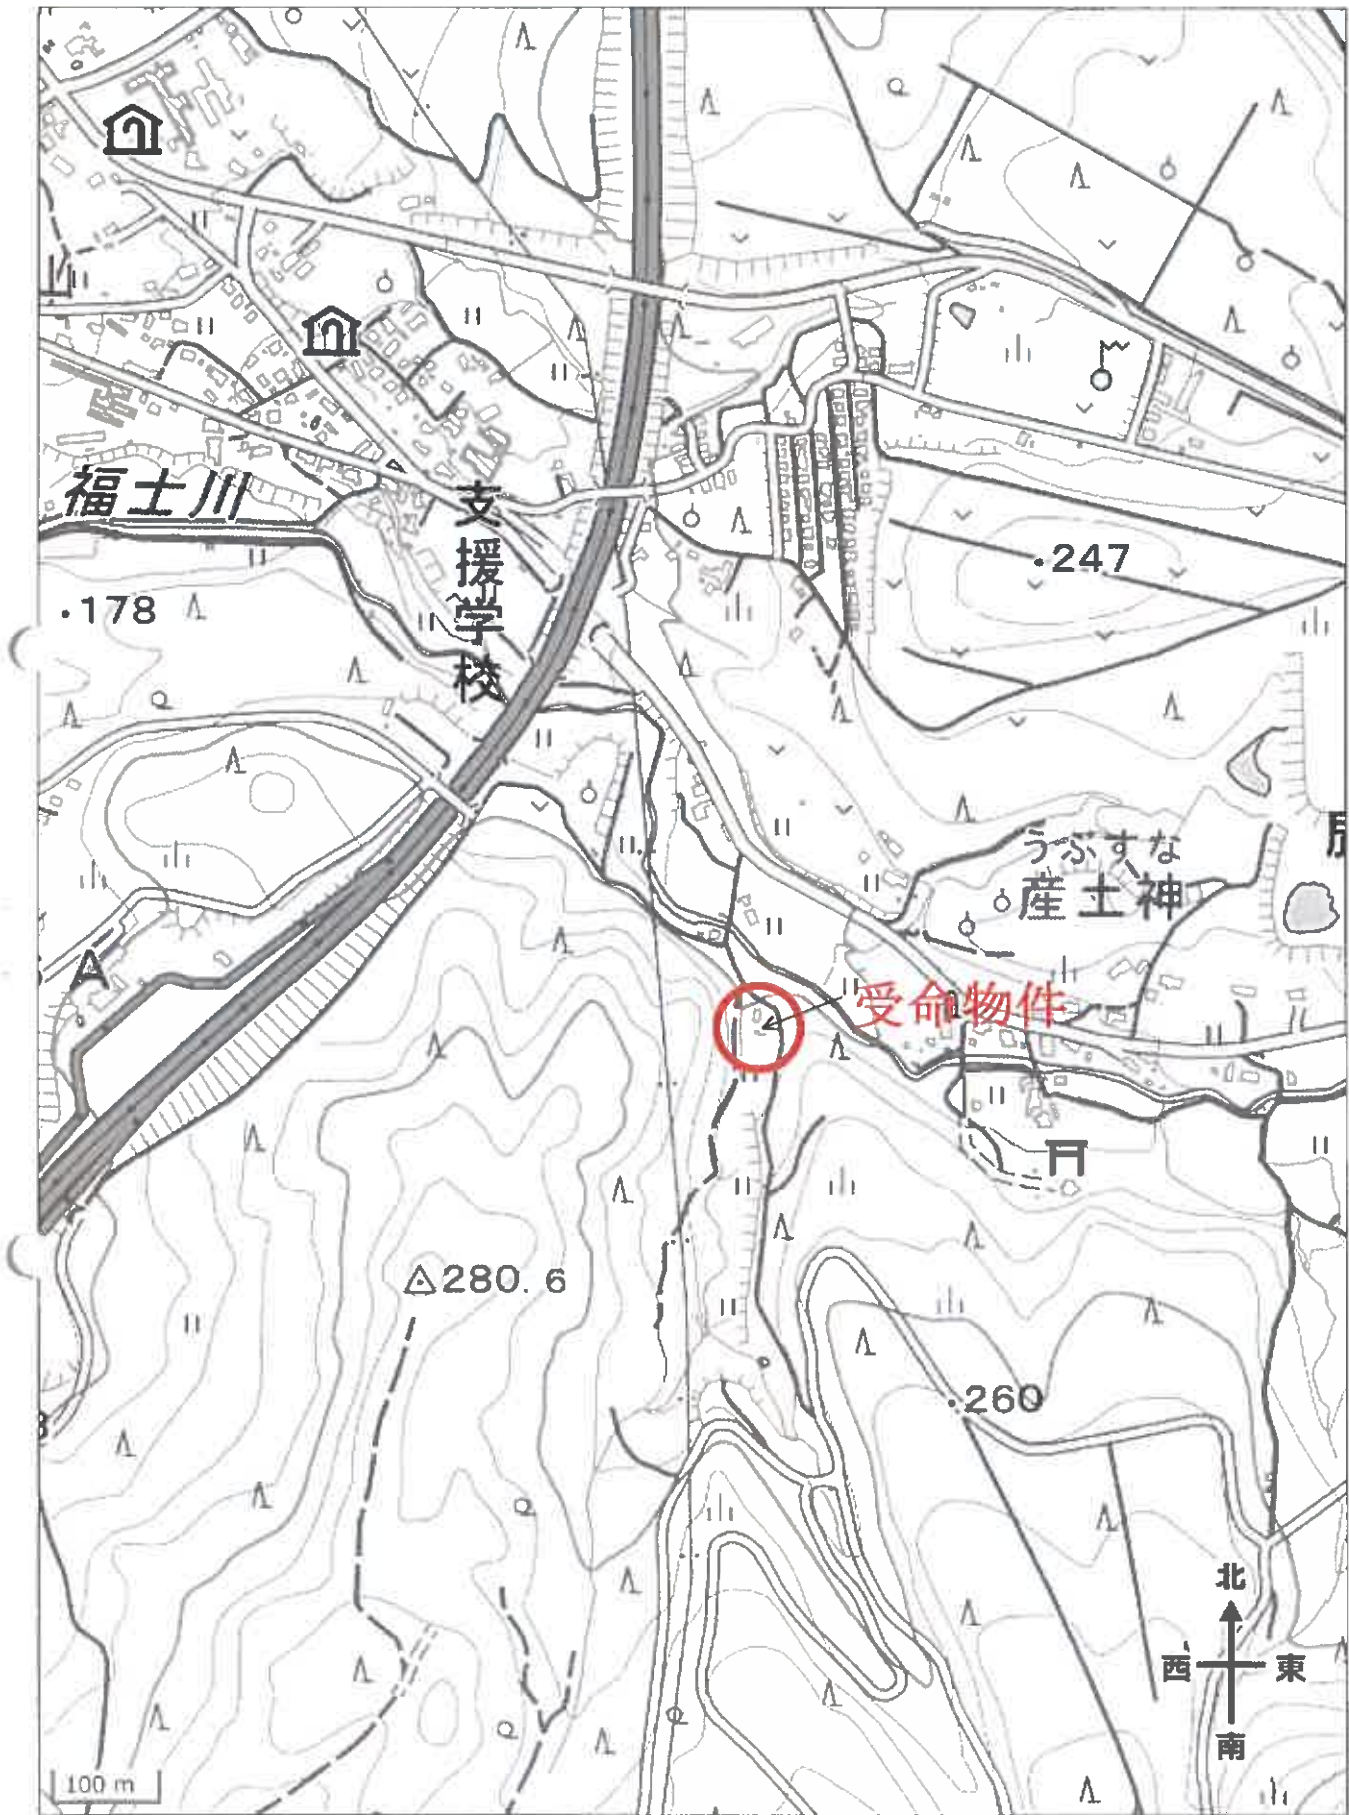 福士川
支援学校
・247
・178
うぶすな
産土神
受命物件
280.6
・260
北
西 東
南
100 m